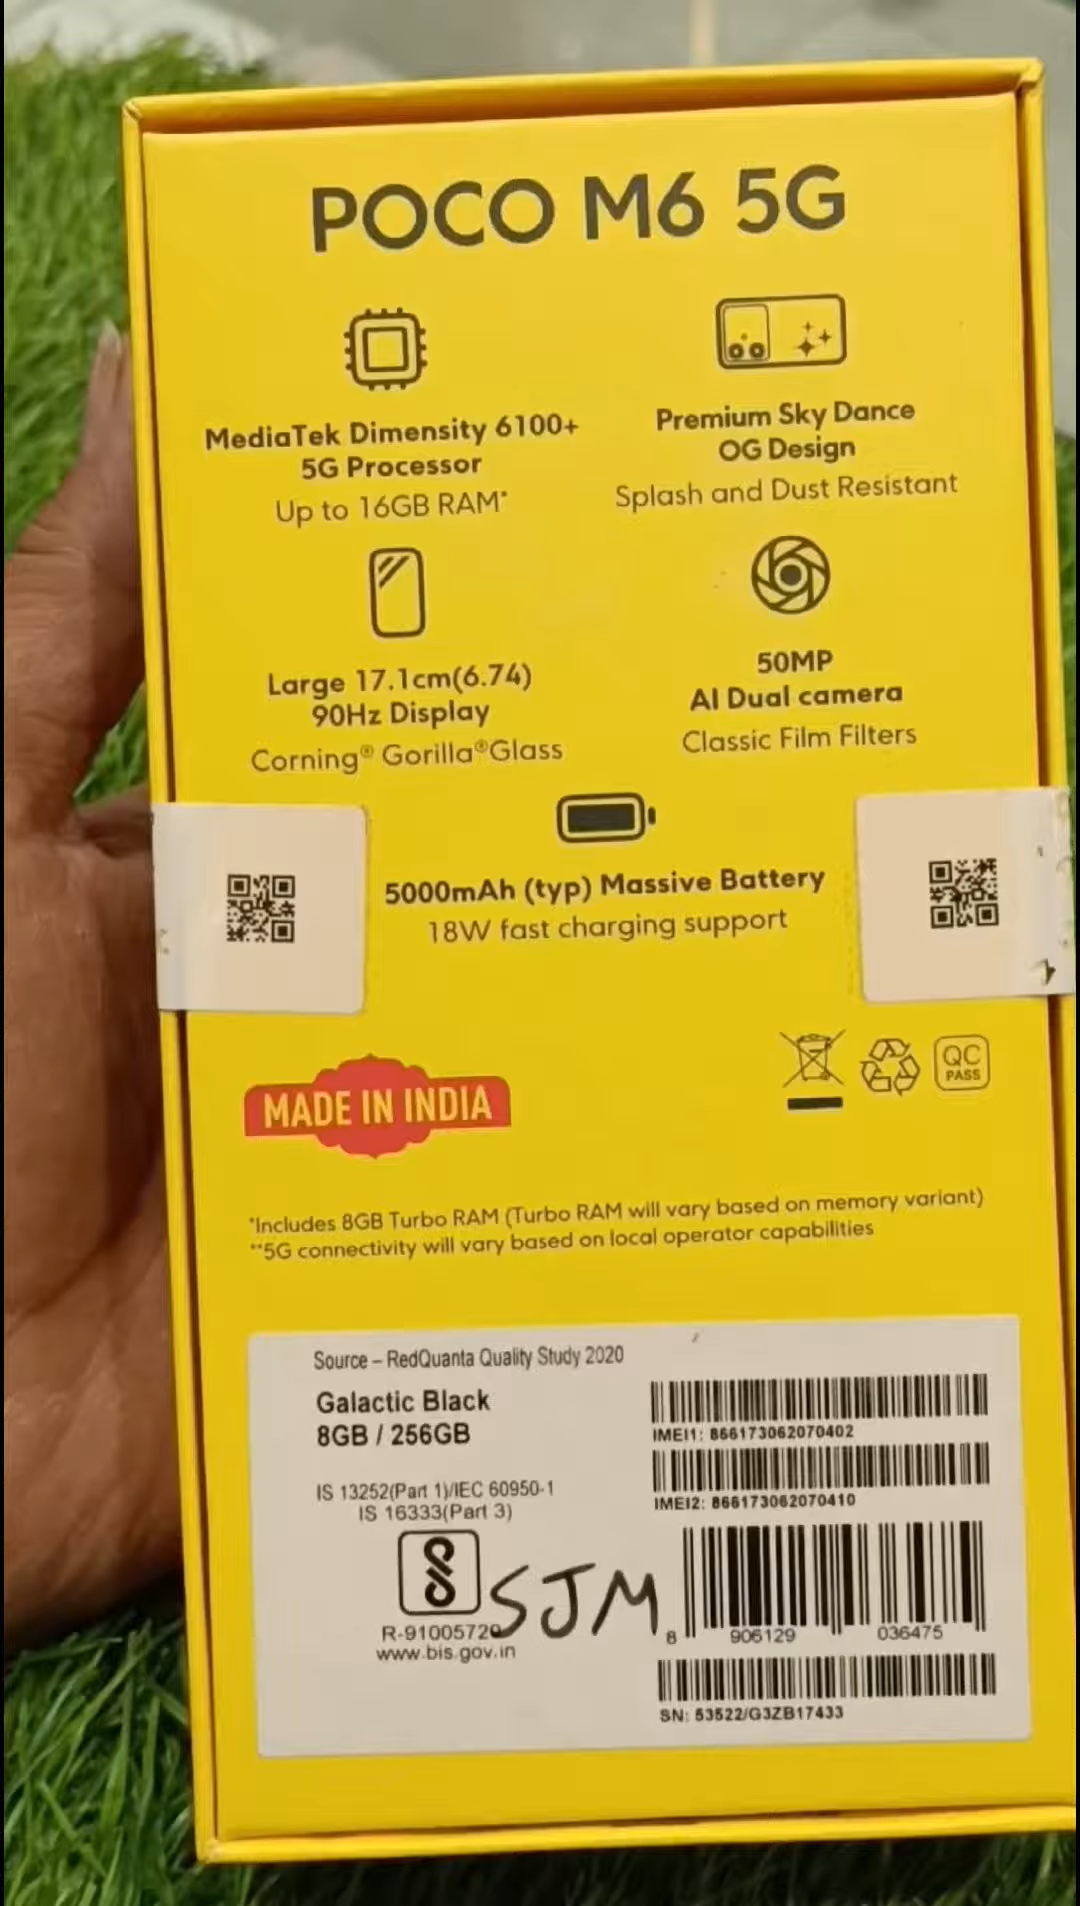 POCO M6 5G
MediaTek Dimensity 6100+
5G Processor
Up to 16GB RAM*
Premium Sky Dance
OG Design
Splash and Dust Resistant
Large 17.1cm(6.74)
90Hz Display
Corning® Gorilla®Glass
50MP
AI Dual camera
Classic Film Filters
5000mAh (typ) Massive Battery
18W fast charging support
QC
PASS
MADE IN INDIA
*Includes 8GB Turbo RAM (Turbo RAM will vary based on memory variant)
**5G connectivity will vary based on local operator capabilities
Source – RedQuanta Quality Study 2020
Galactic Black
8GB / 256GB
IS 13252(Part 1)/IEC 60950-1
IS 16333(Part 3)
R-91005729
www.bis.gov.in
SJM
IMEI1: 866173062070402
IMEI2: 866173062070410
8 906129 036475
SN: 53522/G3ZB17433